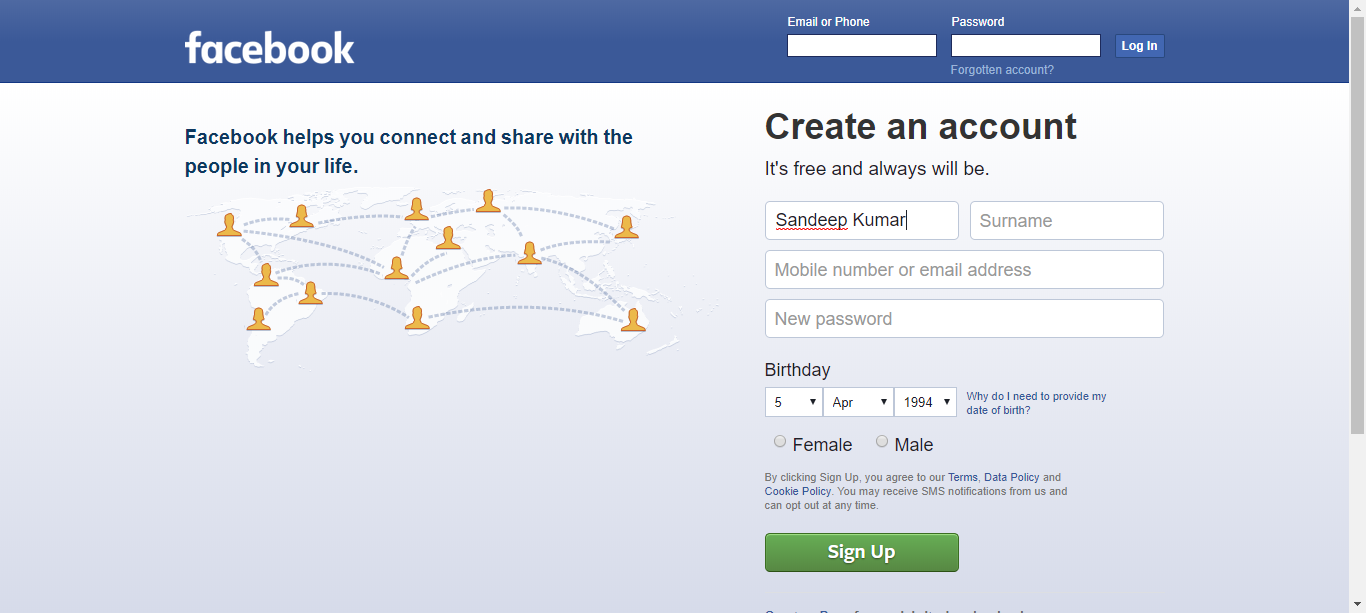 facebook
Email or Phone
Password
Log In
Forgotten account?
Facebook helps you connect and share with the
people in your life.
Create an account
It's free and always will be.
Sandeep Kumar
Surname
Mobile number or email address
New password
Birthday
5
Apr
1994
Why do I need to provide my
date of birth?
Female
Male
By clicking Sign Up, you agree to our Terms, Data Policy and
Cookie Policy. You may receive SMS notifications from us and
can opt out at any time.
Sign Up